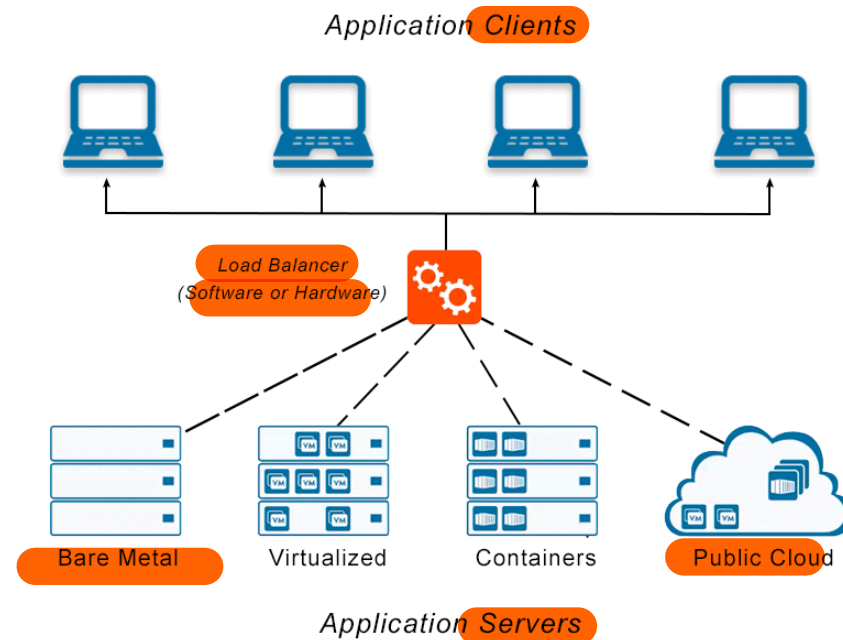 Application Clients
Load Balancer
(Software or Hardware)
VM VM
VM VM VM
VM VM
VM VM
Bare Metal Virtualized Containers Public Cloud
Application Servers